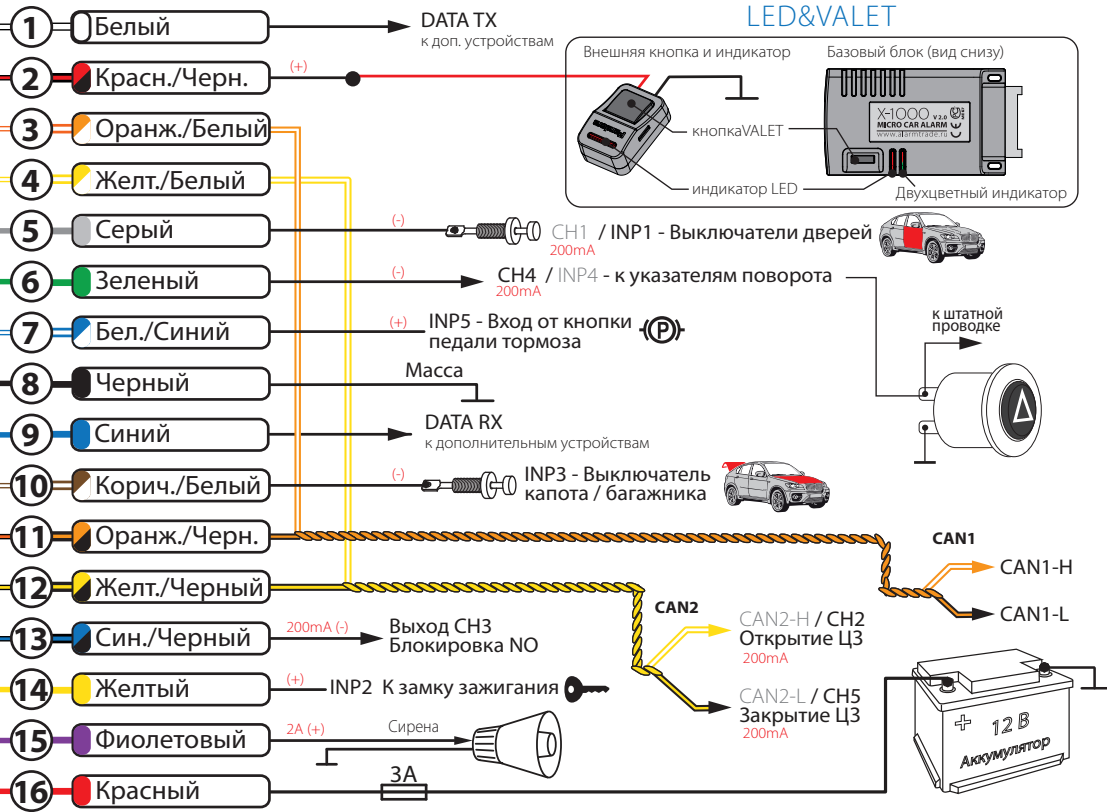 LED&VALET
Внешняя кнопка и индикатор
Базовый блок (вид снизу)
X-1000 v 2.0
MICRO CAR ALARM
www.alarmtrade.ru
кнопкаVALET
индикатор LED
Двухцветный индикатор
1 Белый
DATA TX
к доп. устройствам
2 Красн./Черн. (+)
3 Оранж./Белый
4 Желт./Белый
5 Серый (-) CH1 / INP1 - Выключатели дверей
200mA
6 Зеленый (-) CH4 / INP4 - к указателям поворота
200mA
к штатной
проводке
7 Бел./Синий (+) INP5 - Вход от кнопки
педали тормоза
(P)
8 Черный Масса
9 Синий
DATA RX
к дополнительным устройствам
10 Корич./Белый (-) INP3 - Выключатель
капота / багажника
11 Оранж./Черн.
CAN1
CAN1-H
CAN1-L
12 Желт./Черный
CAN2
CAN2-H / CH2
Открытие ЦЗ
200mA
CAN2-L / CH5
Закрытие ЦЗ
200mA
13 Син./Черный 200mA (-) Выход CH3
Блокировка NO
14 Желтый (+) INP2 К замку зажигания
15 Фиолетовый 2A (+) Сирена
16 Красный 3A
+ 12 В
Аккумулятор